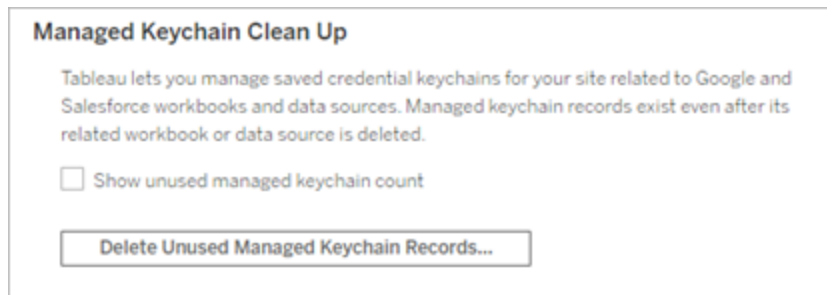 Managed Keychain Clean Up
Tableau lets you manage saved credential keychains for your site related to Google and
Salesforce workbooks and data sources. Managed keychain records exist even after its
related workbook or data source is deleted.
Show unused managed keychain count
Delete Unused Managed Keychain Records...